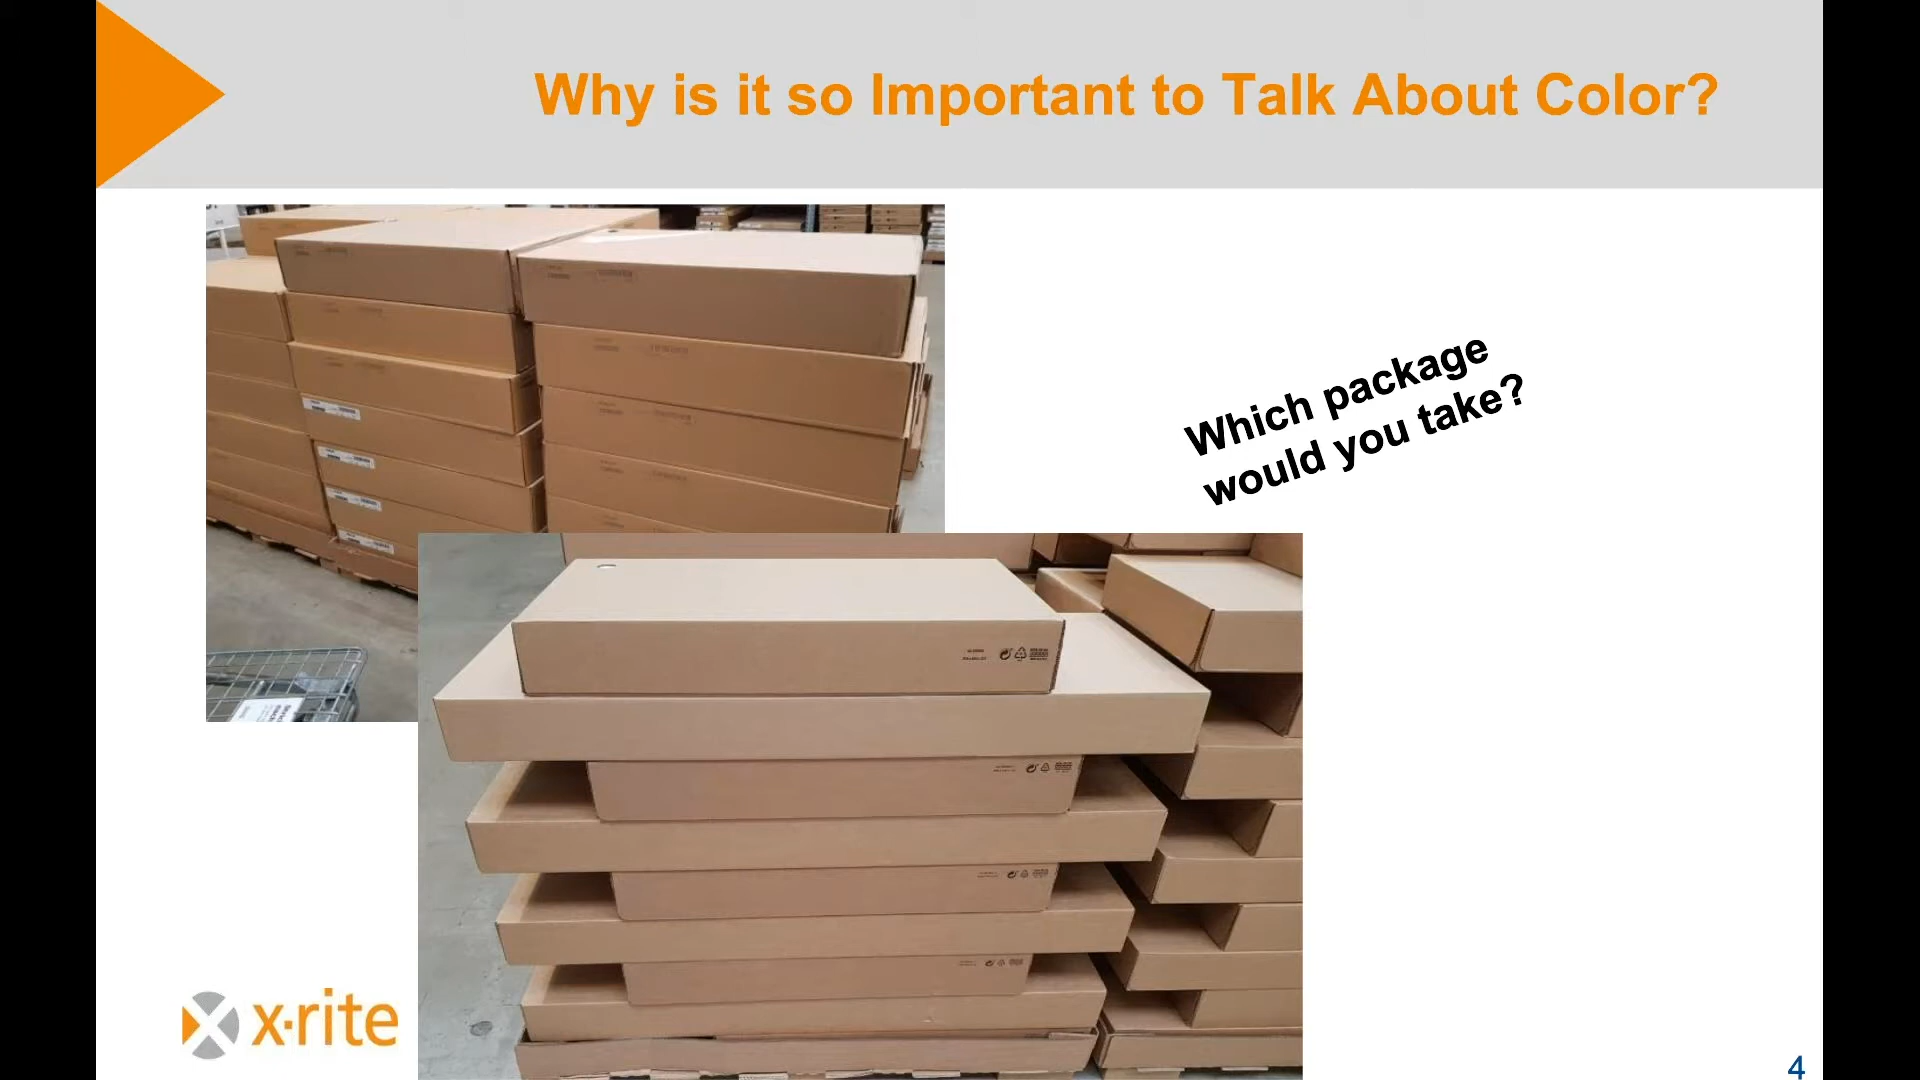 Why is it so Important to Talk About Color?
Which package
would you take?
x·rite
4